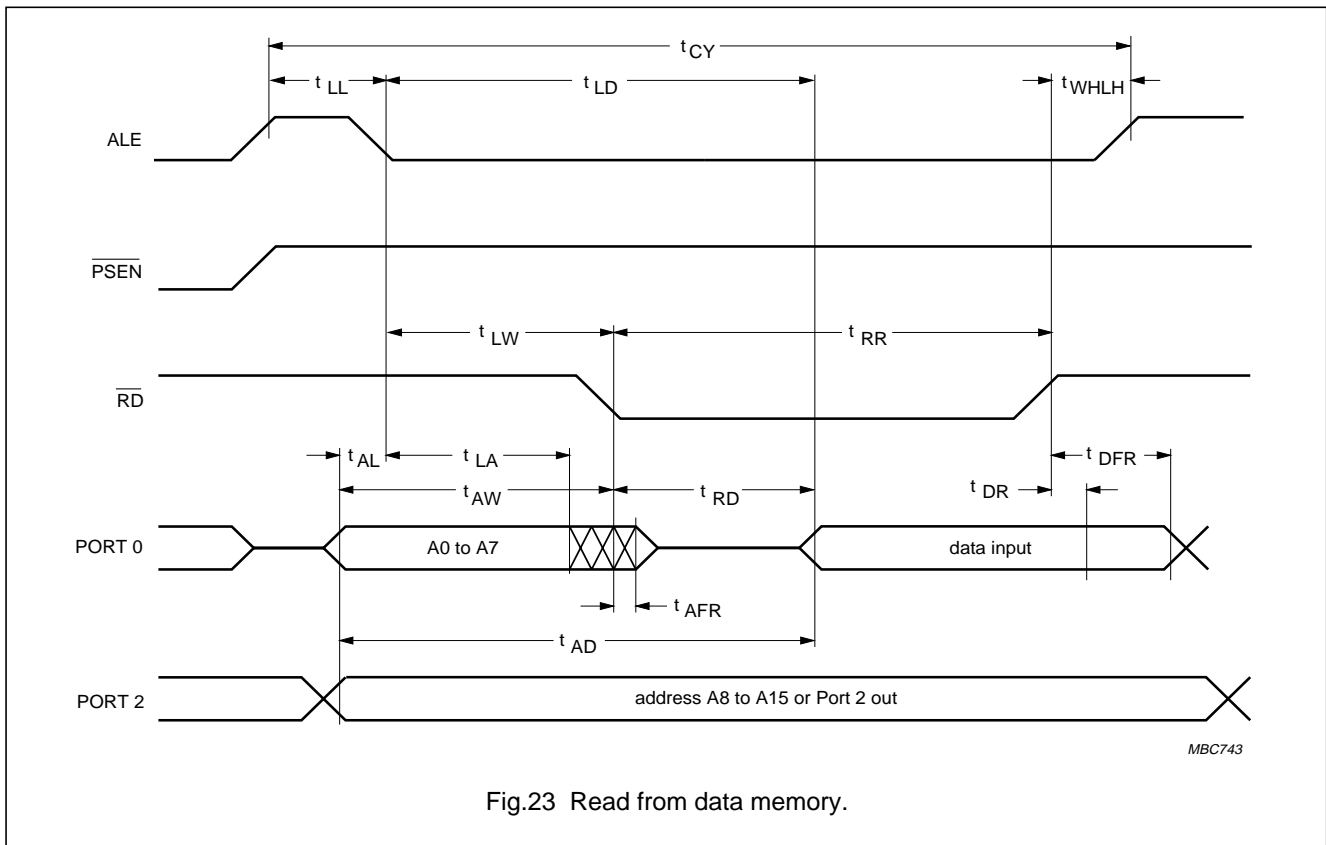 t CY
t LL
t LD
t WHLH
ALE
PSEN
t LW
t RR
RD
t AL
t LA
t DFR
t AW
t RD
t DR
PORT 0
A0 to A7
data input
t AFR
t AD
PORT 2
address A8 to A15 or Port 2 out
MBC743
Fig.23 Read from data memory.